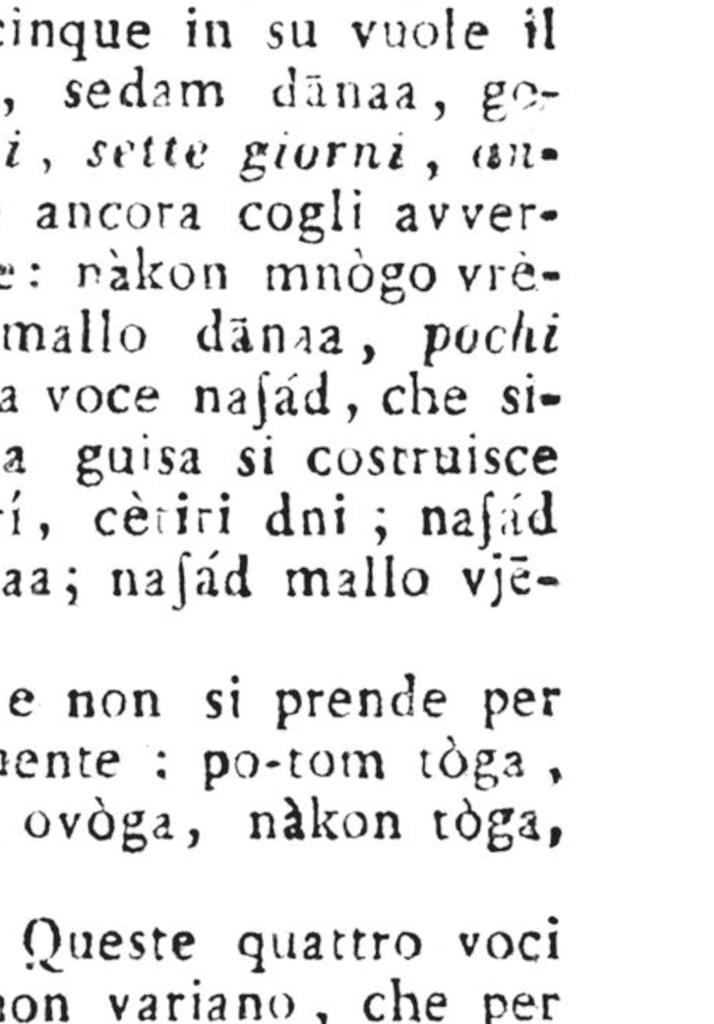 cinque in su vuole il
, sedam dānaa, go-
i, sette giorni, an-
ancora cogli avver-
e: nàkon mnògo vrè-
mallo dānaa, pochi
a voce naʃád, che si-
a guisa si costruisce
rí, cètiri dni; naʃád
aa; naʃád mallo vjē-
e non si prende per
mente: po-tom tòga,
ovòga, nàkon tòga,
Queste quattro voci
non variano, che per